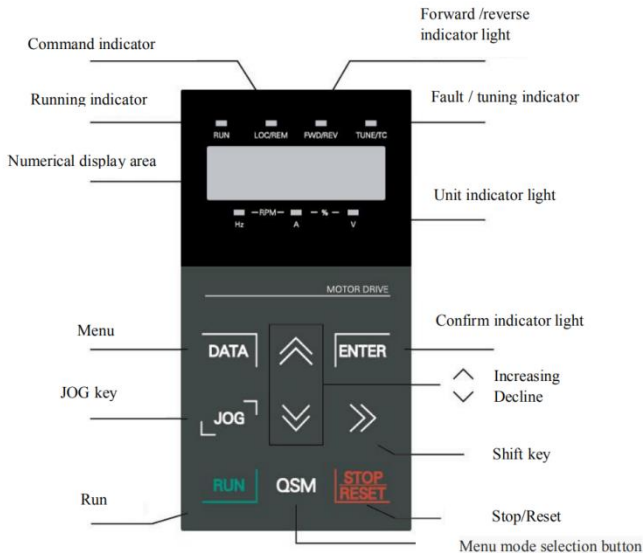 Forward /reverse
indicator light
Command indicator
Running indicator
Fault / tuning indicator
RUN LOC/REM FWD/REV TUNE/TC
Numerical display area
Unit indicator light
RPM %
Hz A V
MOTOR DRIVE
Menu
Confirm indicator light
DATA ENTER
Increasing
Decline
JOG key
JOG
Shift key
RUN QSM STOP
RESET
Run
Stop/Reset
Menu mode selection button